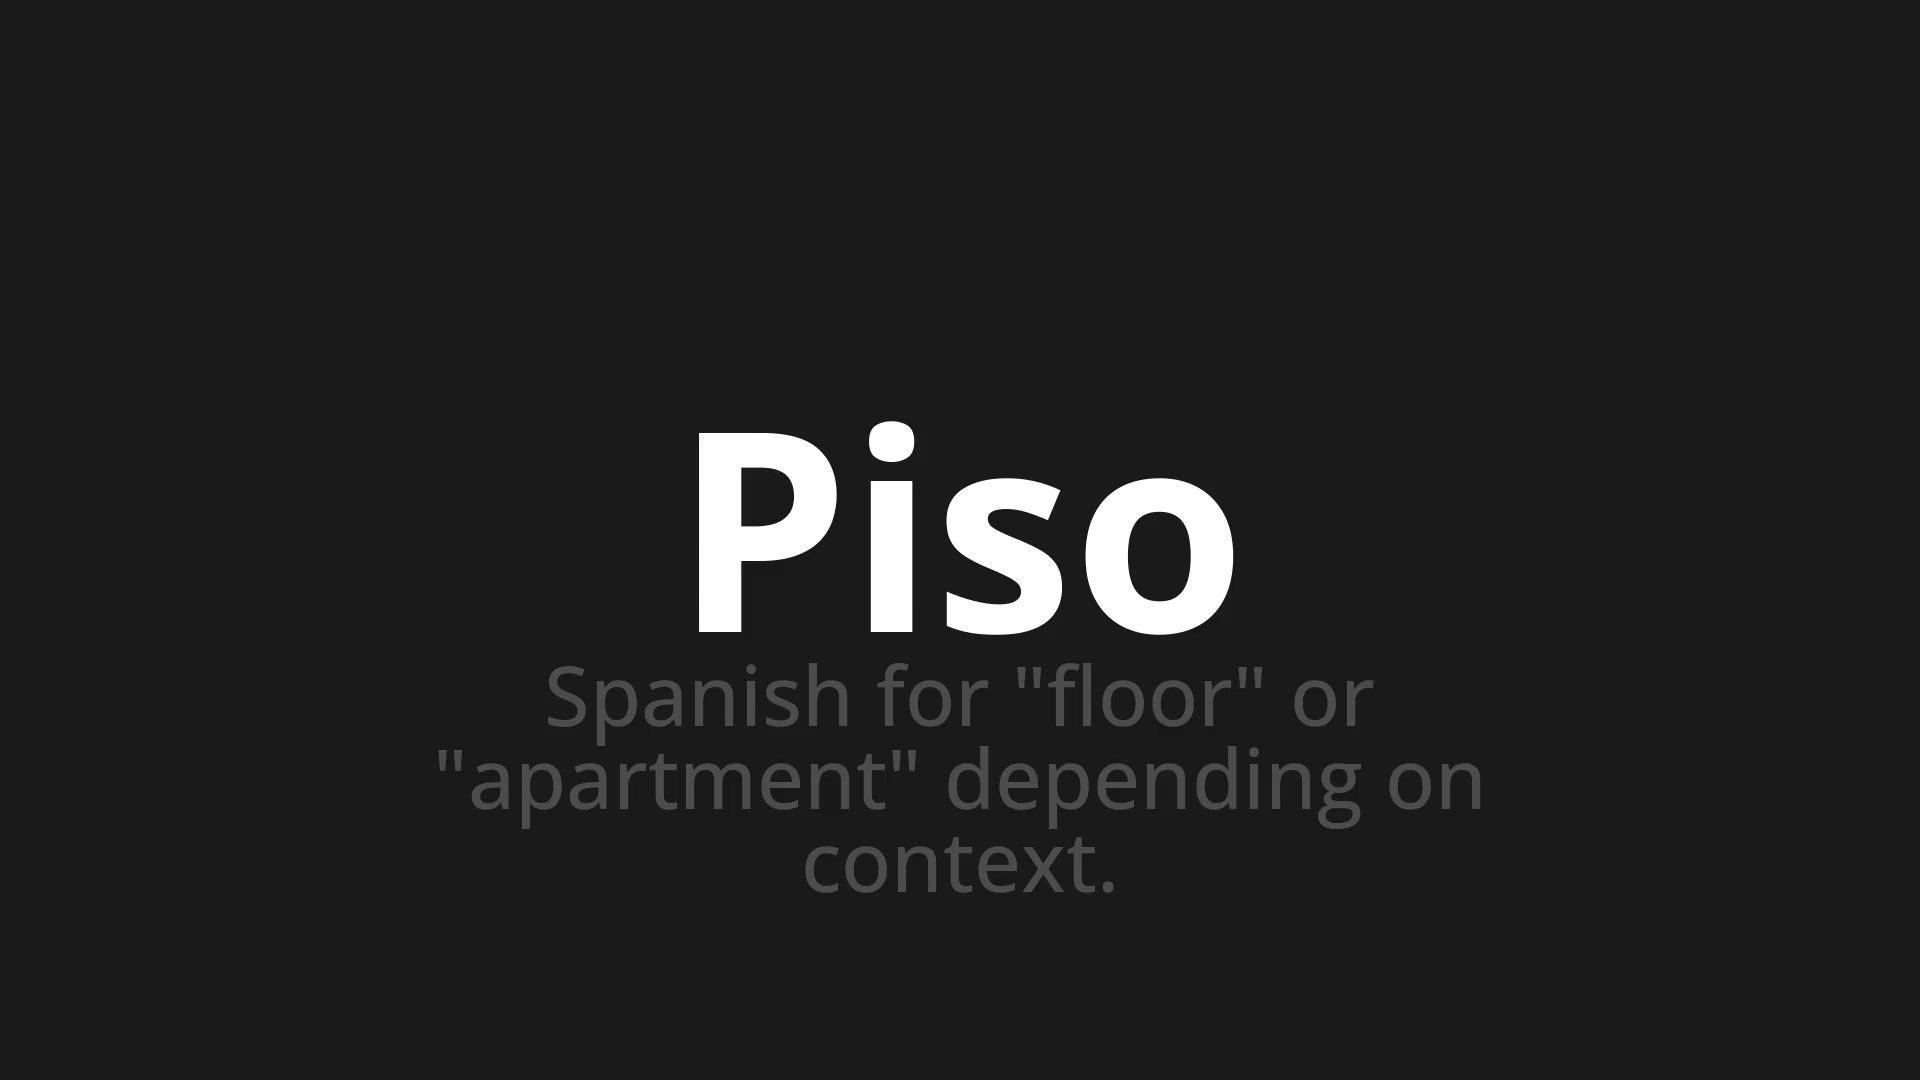 Piso
Spanish for "floor" or
"apartment" depending on
context.